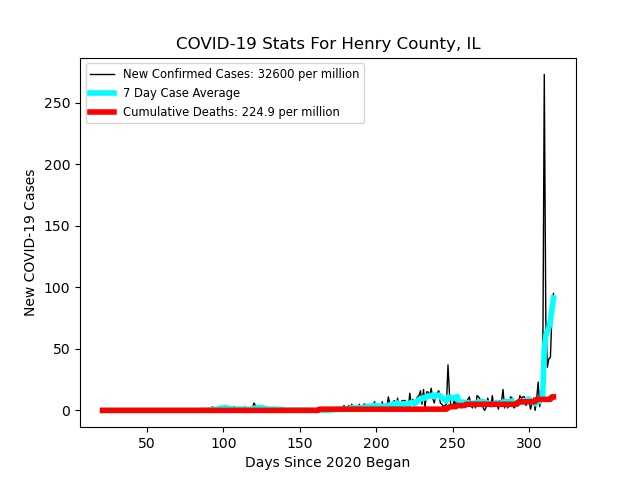 COVID-19 Stats For Henry County, IL
New Confirmed Cases: 32600 per million
7 Day Case Average
Cumulative Deaths: 224.9 per million
New COVID-19 Cases
250
200
150
100
50
0
50 100 150 200 250 300
Days Since 2020 Began